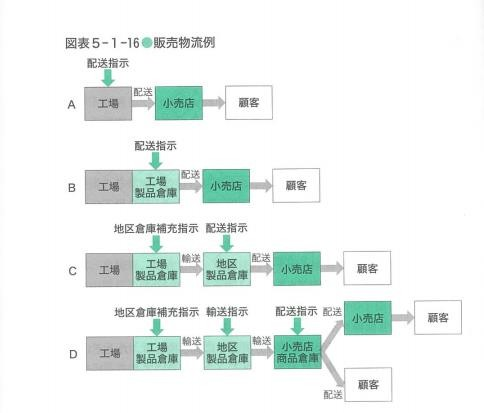 図表5-1-16●販売物流例
配送指示
A
工場
配送
小売店
顧客
配送指示
B
工場
工場
製品倉庫
配送
小売店
顧客
地区倉庫補充指示
配送指示
C
工場
工場
製品倉庫
輸送
地区
製品倉庫
配送
小売店
顧客
地区倉庫補充指示
輸送指示
配送指示
D
工場
工場
製品倉庫
輸送
地区
製品倉庫
輸送
小売店
商品倉庫
配送
小売店
顧客
配送
顧客